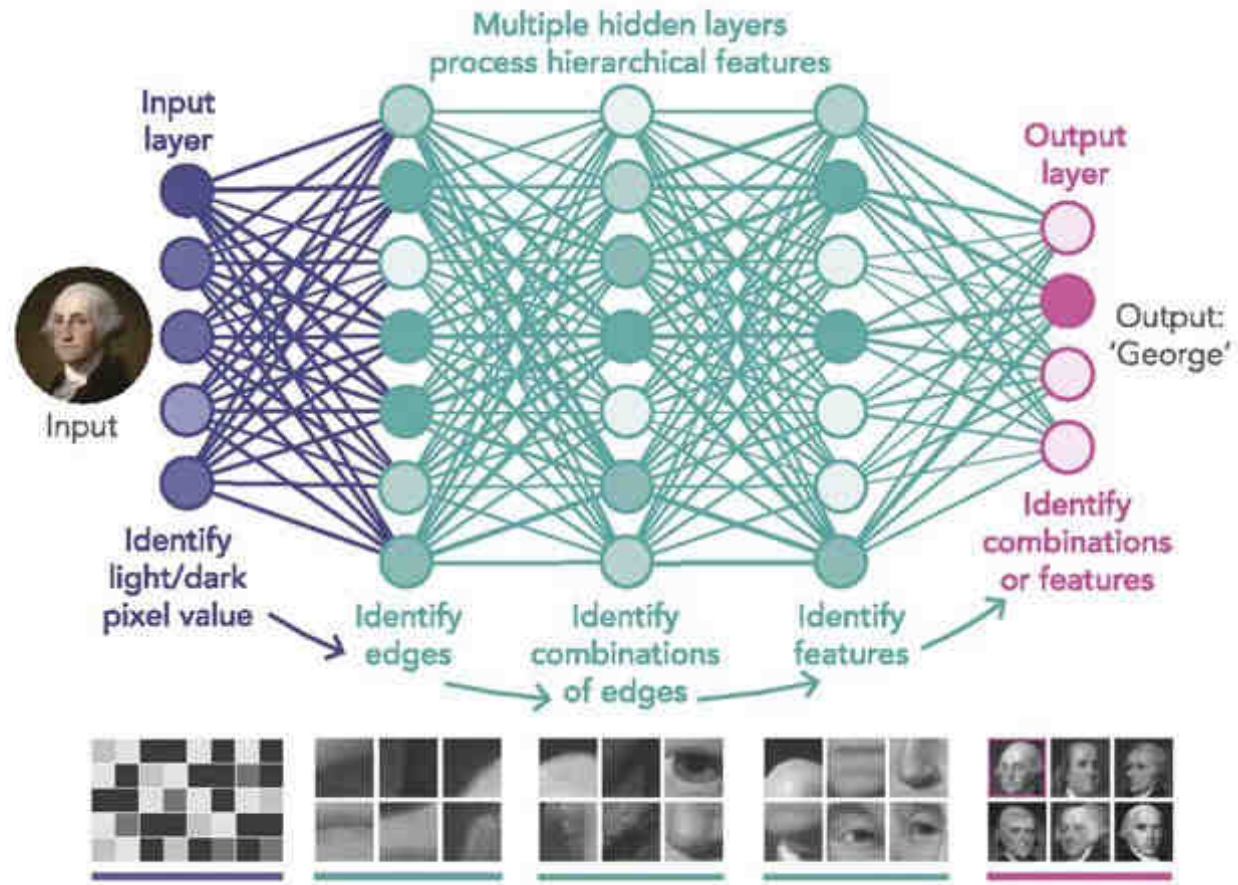 Multiple hidden layers
process hierarchical features
Input
layer
Output
layer
Input
Output:
'George'
Identify
light/dark
pixel value
Identify
edges
Identify
combinations
of edges
Identify
features
Identify
combinations
or features